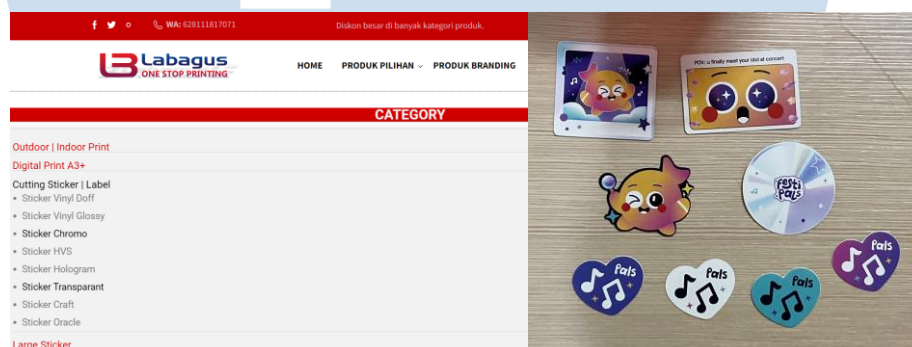 WA: 628111817071
Diskon besar di banyak kategori produk.
LB Labagus
ONE STOP PRINTING
HOME
PRODUK PILIHAN
PRODUK BRANDING
CATEGORY
Outdoor | Indoor Print
Digital Print A3+
Cutting Sticker | Label
Sticker Vinyl Doff
Sticker Vinyl Glossy
Sticker Chromo
Sticker HVS
Sticker Hologram
Sticker Transparant
Sticker Craft
Sticker Oracle
Large Sticker
POV: u finally meet your idol at concert
festi
pals
Pals
Pals
Pals
Pals